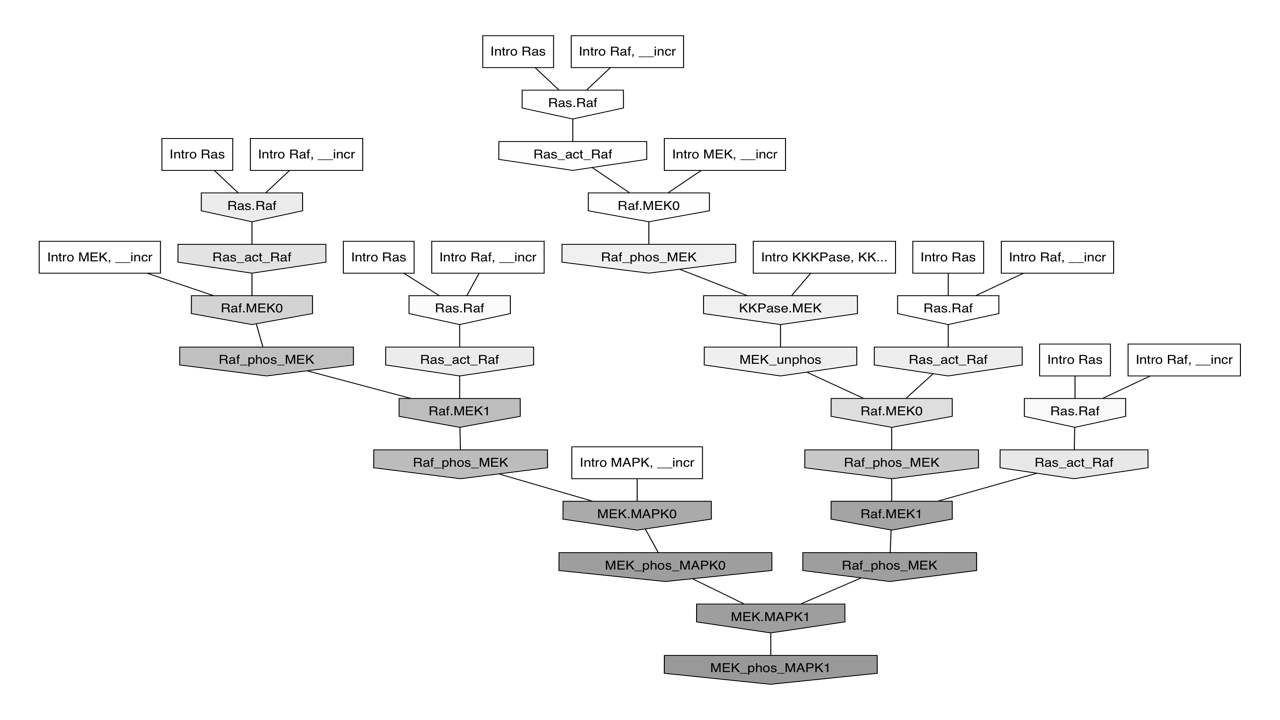 Intro Ras
Intro Raf, __incr
Ras.Raf
Intro Ras
Intro Raf, __incr
Ras_act_Raf
Intro MEK, __incr
Ras.Raf
Raf.MEK0
Intro MEK, __incr
Ras_act_Raf
Intro Ras
Intro Raf, __incr
Raf_phos_MEK
Intro KKKPase, KK...
Intro Ras
Intro Raf, __incr
Raf.MEK0
Ras.Raf
KKPase.MEK
Ras.Raf
Raf_phos_MEK
Ras_act_Raf
MEK_unphos
Ras_act_Raf
Intro Ras
Intro Raf, __incr
Raf.MEK1
Raf.MEK0
Ras.Raf
Raf_phos_MEK
Intro MAPK, __incr
Raf_phos_MEK
Ras_act_Raf
MEK.MAPK0
Raf.MEK1
MEK_phos_MAPK0
Raf_phos_MEK
MEK.MAPK1
MEK_phos_MAPK1